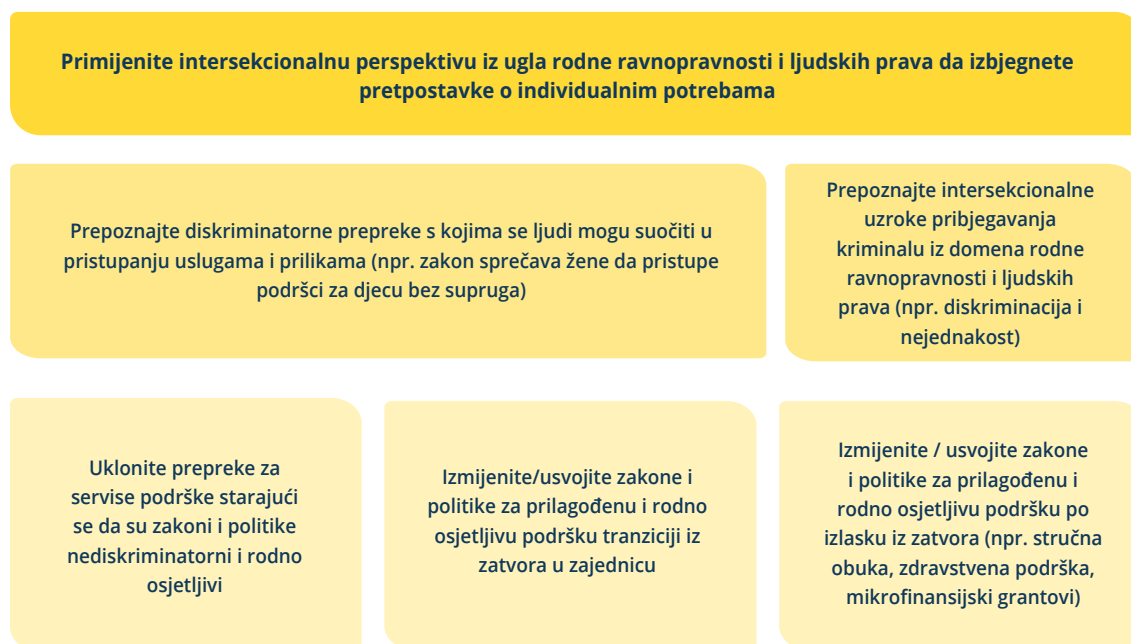 Primijenite intersekcionalnu perspektivu iz ugla rodne ravnopravnosti i ljudskih prava da izbjegnete
pretpostavke o individualnim potrebama
Prepoznajte diskriminatorne prepreke s kojima se ljudi mogu suočiti u
pristupanju uslugama i prilikama (npr. zakon sprečava žene da pristupe
podršci za djecu bez supruga)
Prepoznajte intersekcionalne
uzroke pribjegavanja
kriminalu iz domena rodne
ravnopravnosti i ljudskih
prava (npr. diskriminacija i
nejednakost)
Uklonite prepreke za
servise podrške starajući
se da su zakoni i politike
nediskriminatorni i rodno
osjetljivi
Izmijenite/usvojite zakone i
politike za prilagođenu i rodno
osjetljivu podršku tranziciji iz
zatvora u zajednicu
Izmijenite / usvojite zakone
i politike za prilagođenu i
rodno osjetljivu podršku po
izlasku iz zatvora (npr. stručna
obuka, zdravstvena podrška,
mikrofinansijski grantovi)